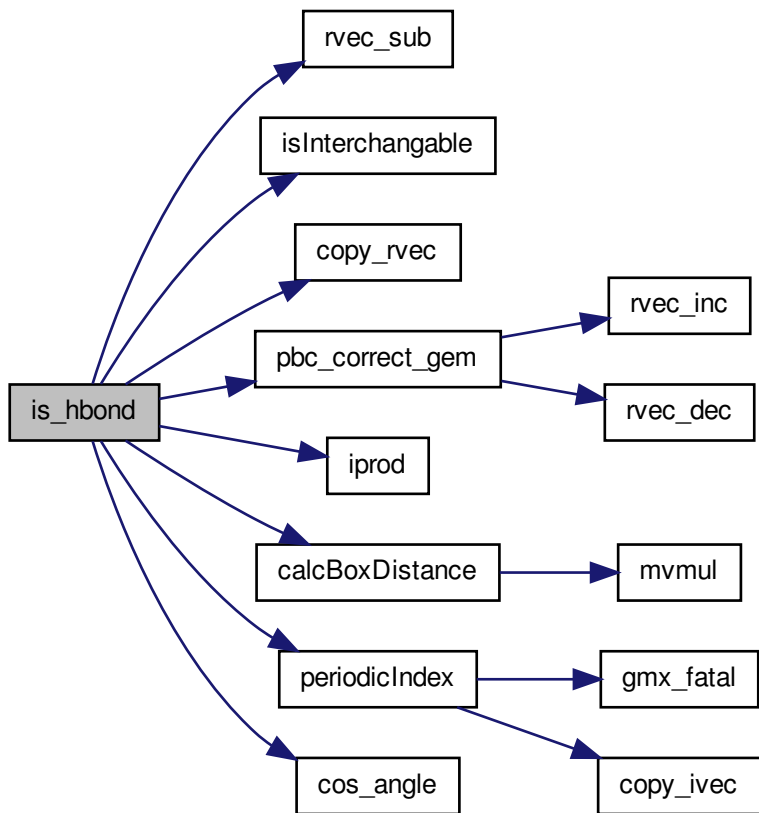 rvec_sub
isInterchangable
copy_rvec
rvec_inc
pbc_correct_gem
is_hbond
rvec_dec
iprod
calcBoxDistance
mvmul
periodicIndex
gmx_fatal
cos_angle
copy_ivec